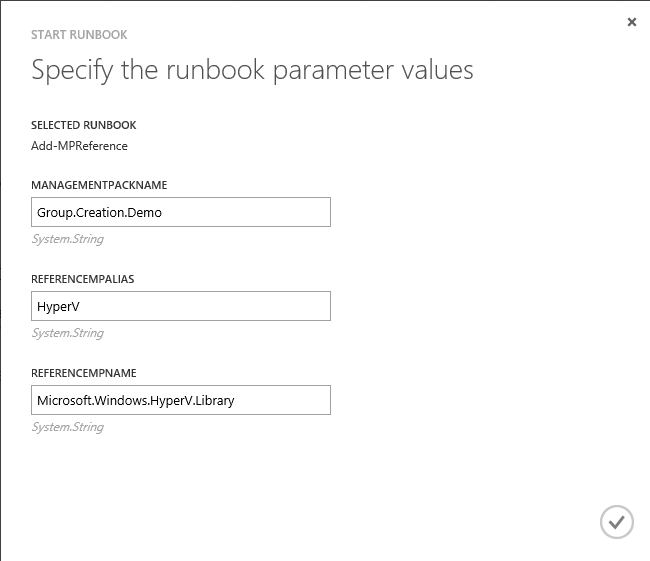 START RUNBOOK
Specify the runbook parameter values
SELECTED RUNBOOK
Add-MPReference
MANAGEMENTPACKNAME
Group.Creation.Demo
System.String
REFERENCEMPALIAS
HyperV
System.String
REFERENCEMPNAME
Microsoft.Windows.HyperV.Library
System.String